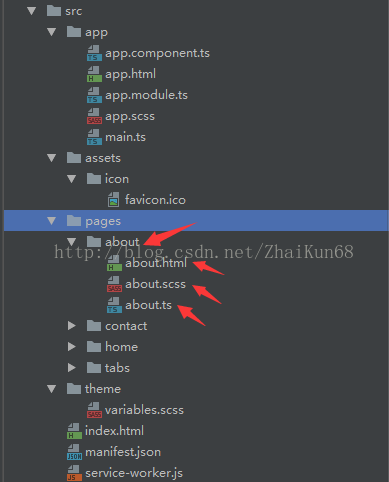 src
app
app.component.ts
app.html
app.module.ts
app.scss
main.ts
assets
icon
favicon.ico
pages
about
http://blog.csdn.net/ZhaiKun68
about.html
about.scss
about.ts
contact
home
tabs
theme
variables.scss
index.html
manifest.json
service-worker.js